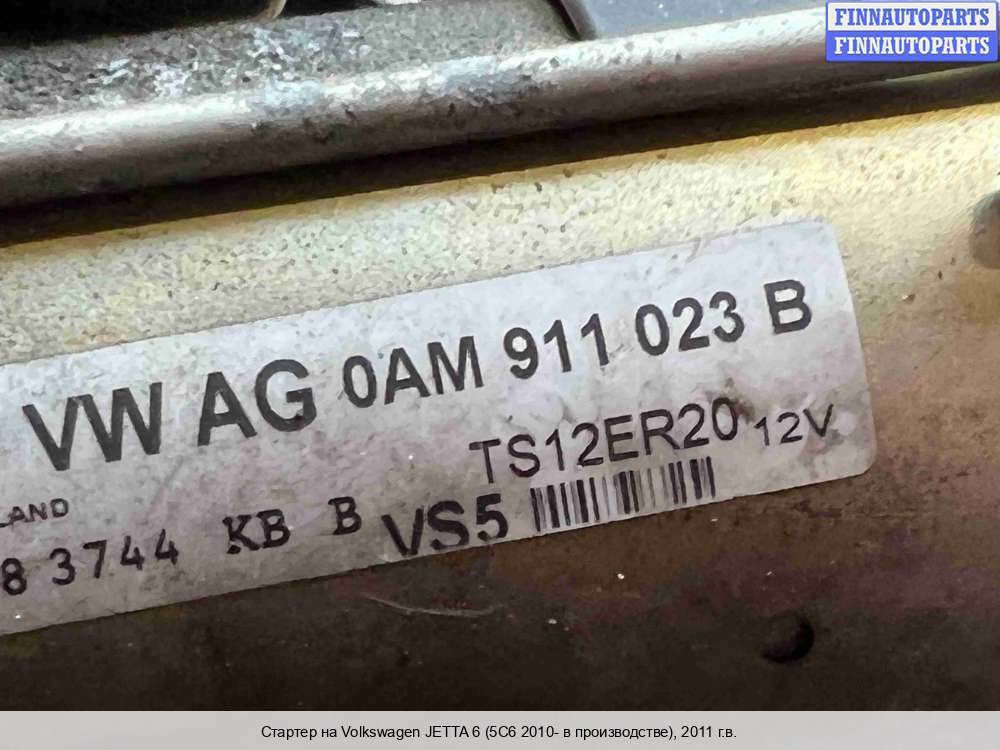 FINNAUTOPARTS
FINNAUTOPARTS
VW AG 0AM 911 023 B
TS12ER20 12V
LAND
8 3744 KB B VS5
Стартер на Volkswagen JETTA 6 (5C6 2010- в производстве), 2011 г.в.